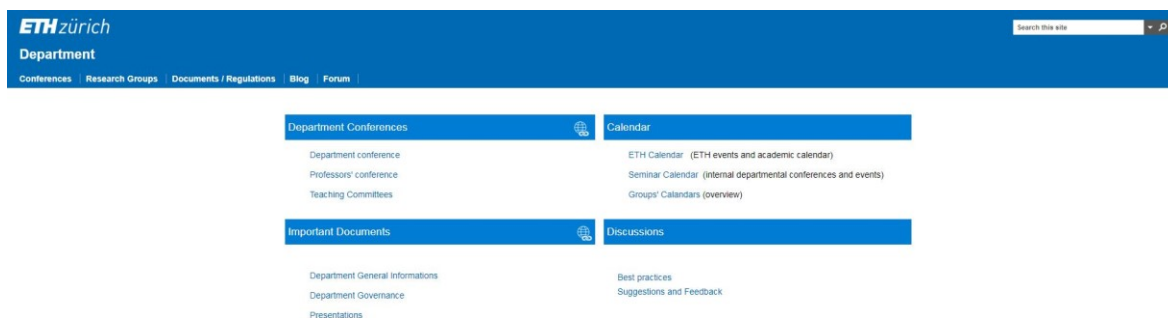 ETH zürich
Search this site
Department
Conferences Research Groups Documents / Regulations Blog Forum
Department Conferences
Department conference
Professors' conference
Teaching Committees
Calendar
ETH Calendar (ETH events and academic calendar)
Seminar Calendar (internal departmental conferences and events)
Groups' Calandars (overview)
Important Documents
Department General Informations
Department Governance
Presentations
Discussions
Best practices
Suggestions and Feedback